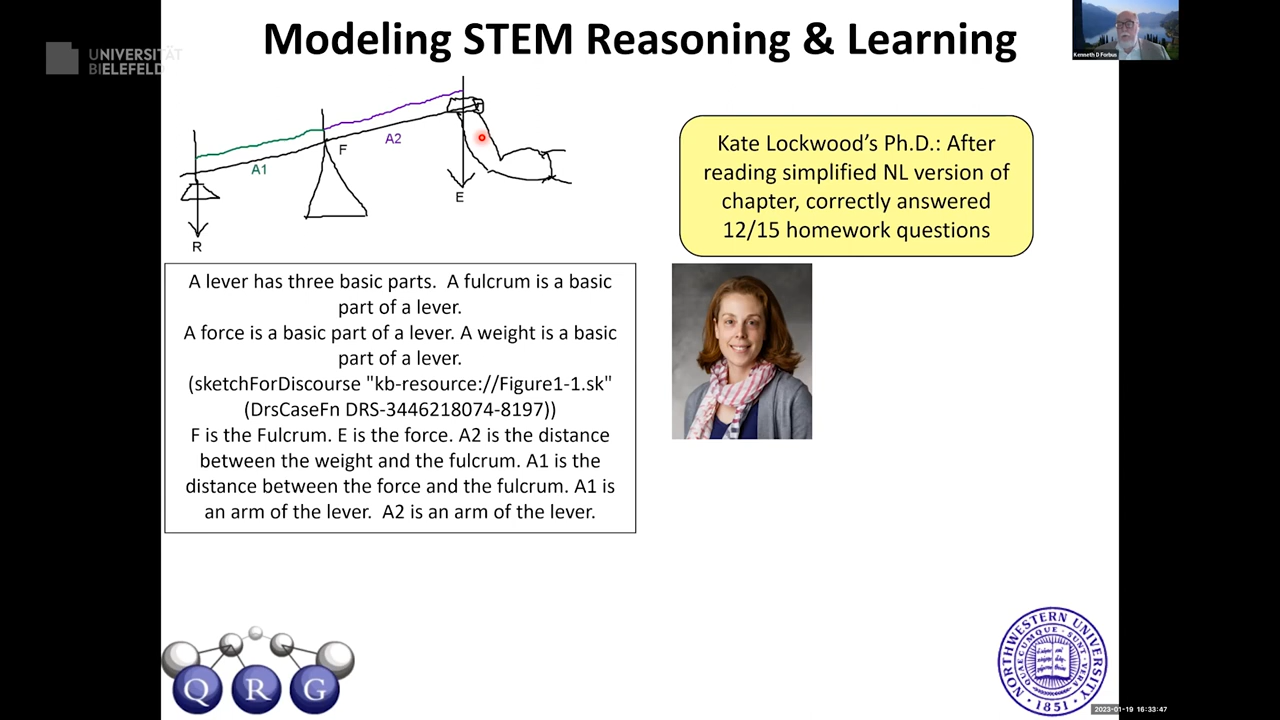 Modeling STEM Reasoning & Learning
UNIVERSITÄT
BIELEFELD
Kenneth D Forbus
A1
F
A2
E
R
Kate Lockwood’s Ph.D.: After
reading simplified NL version of
chapter, correctly answered
12/15 homework questions
A lever has three basic parts. A fulcrum is a basic
part of a lever.
A force is a basic part of a lever. A weight is a basic
part of a lever.
(sketchForDiscourse "kb-resource://Figure1-1.sk"
(DrsCaseFn DRS-3446218074-8197))
F is the Fulcrum. E is the force. A2 is the distance
between the weight and the fulcrum. A1 is the
distance between the force and the fulcrum. A1 is
an arm of the lever. A2 is an arm of the lever.
Q R G
NORTHWESTERN UNIVERSITY
QUAECUMQUE · SUNT · VERA
1851
2023-01-19 16:33:47